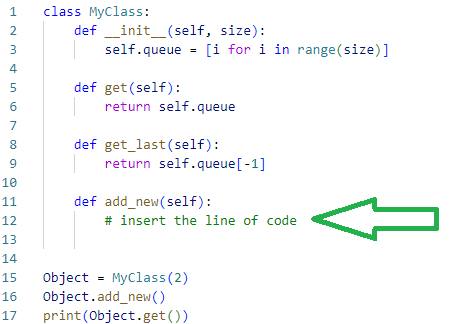 1 class MyClass:
2     def __init__(self, size):
3         self.queue = [i for i in range(size)]
4
5     def get(self):
6         return self.queue
7
8     def get_last(self):
9         return self.queue[-1]
10
11     def add_new(self):
12         # insert the line of code
13
14
15 Object = MyClass(2)
16 Object.add_new()
17 print(Object.get())